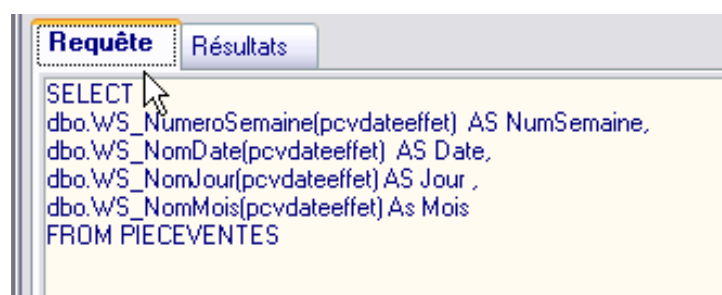 Requête Résultats
SELECT
dbo.WS_NumeroSemaine(pcvdateeffet) AS NumSemaine,
dbo.WS_NomDate(pcvdateeffet) AS Date,
dbo.WS_NomJour(pcvdateeffet) AS Jour ,
dbo.WS_NomMois(pcvdateeffet) As Mois
FROM PIECEVENTES